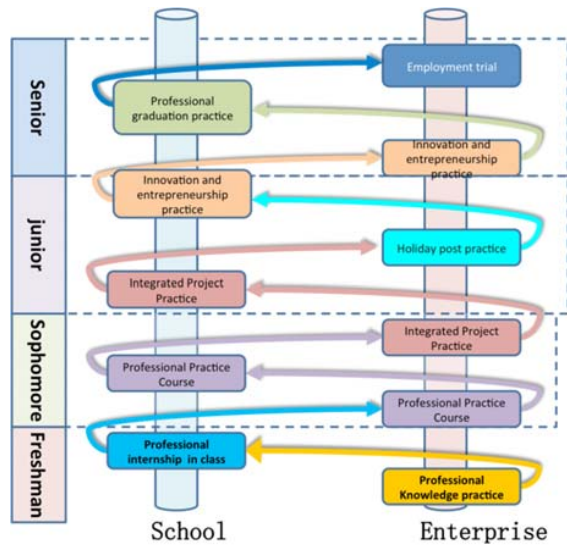 Senior
Employment trial
Professional
graduation practice
Innovation and
entrepreneurship
practice
Innovation and
entrepreneurship
practice
junior
Holiday post practice
Integrated Project
Practice
Sophomore
Integrated Project
Practice
Professional Practice
Course
Professional Practice
Course
Freshman
Professional
internship in class
Professional
Knowledge practice
School
Enterprise